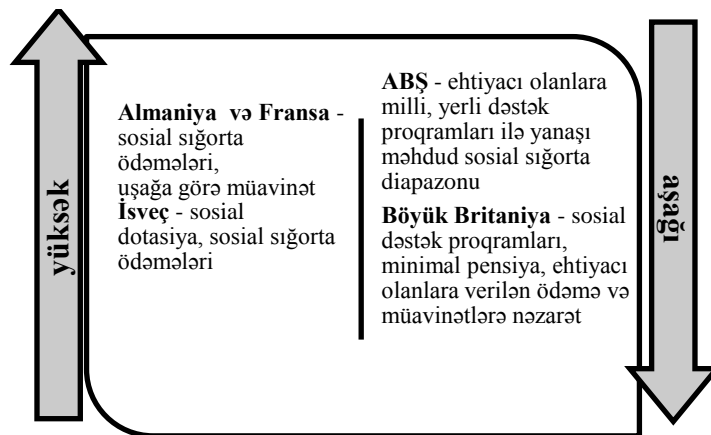 yüksək
Almaniya və Fransa -
sosial sığorta
ödəmələri,
uşağa görə müavinət
İsveç - sosial
dotasiya, sosial sığorta
ödəmələri
ABŞ - ehtiyacı olanlara
milli, yerli dəstək
proqramları ilə yanaşı
məhdud sosial sığorta
diapazonu
Böyük Britaniya - sosial
dəstək proqramları,
minimal pensiya, ehtiyacı
olanlara verilən ödəmə və
müavinətlərə nəzarət
aşağı